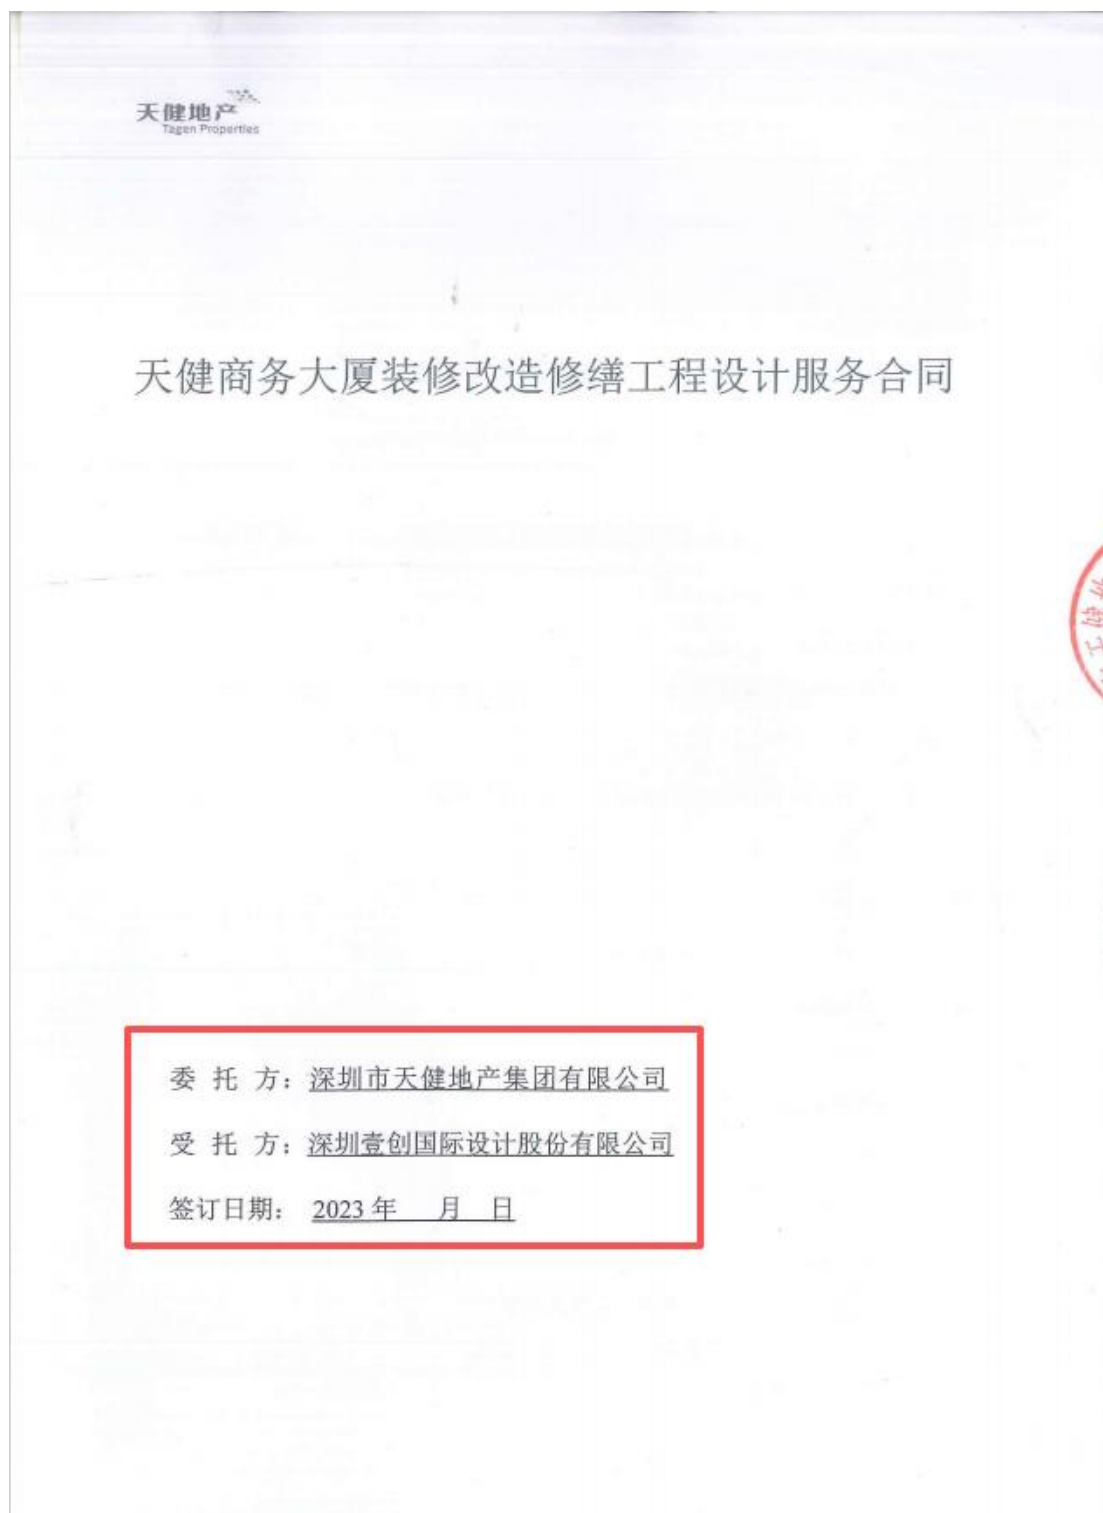 天健地产
Tagen Properties
天健商务大厦装修改造修缮工程设计服务合同
委 托 方：深圳市天健地产集团有限公司
受 托 方：深圳壹创国际设计股份有限公司
签订日期： 2023 年 月 日